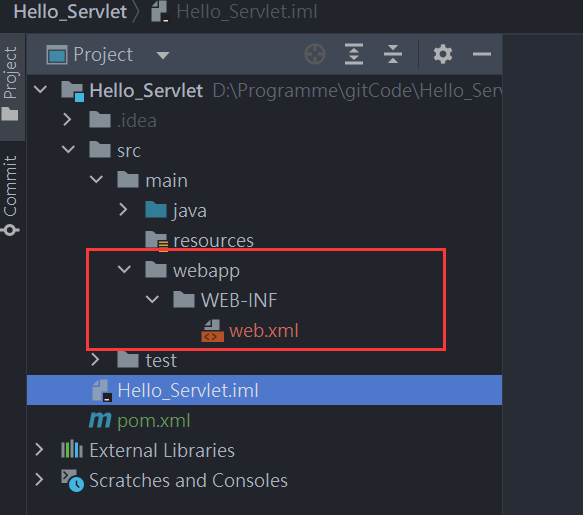 Hello_Servlet Hello_Servlet.iml
Project
Project
Commit
Hello_Servlet D:\Programme\gitCode\Hello_Serv
.idea
src
main
java
resources
webapp
WEB-INF
web.xml
test
Hello_Servlet.iml
pom.xml
External Libraries
Scratches and Consoles